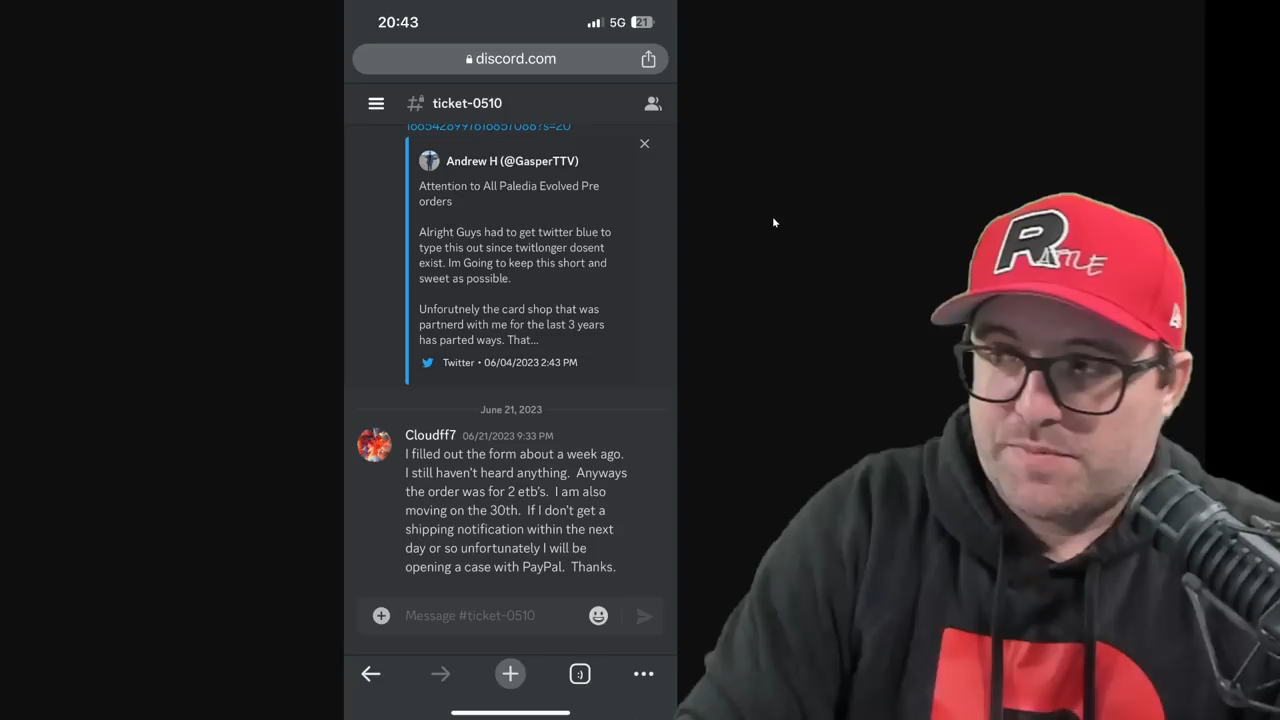 20:43
5G
21
discord.com
ticket-0510
1665428997616857088?s=20
Andrew H (@GasperTTV)
Attention to All Paledia Evolved Pre
orders
Alright Guys had to get twitter blue to
type this out since twitlonger dosent
exist. Im Going to keep this short and
sweet as possible.
Unforutnely the card shop that was
partnerd with me for the last 3 years
has parted ways. That...
Twitter • 06/04/2023 2:43 PM
June 21, 2023
Cloudff7 06/21/2023 9:33 PM
I filled out the form about a week ago.
I still haven't heard anything. Anyways
the order was for 2 etb's. I am also
moving on the 30th. If I don't get a
shipping notification within the next
day or so unfortunately I will be
opening a case with PayPal. Thanks.
Message #ticket-0510
:)
R